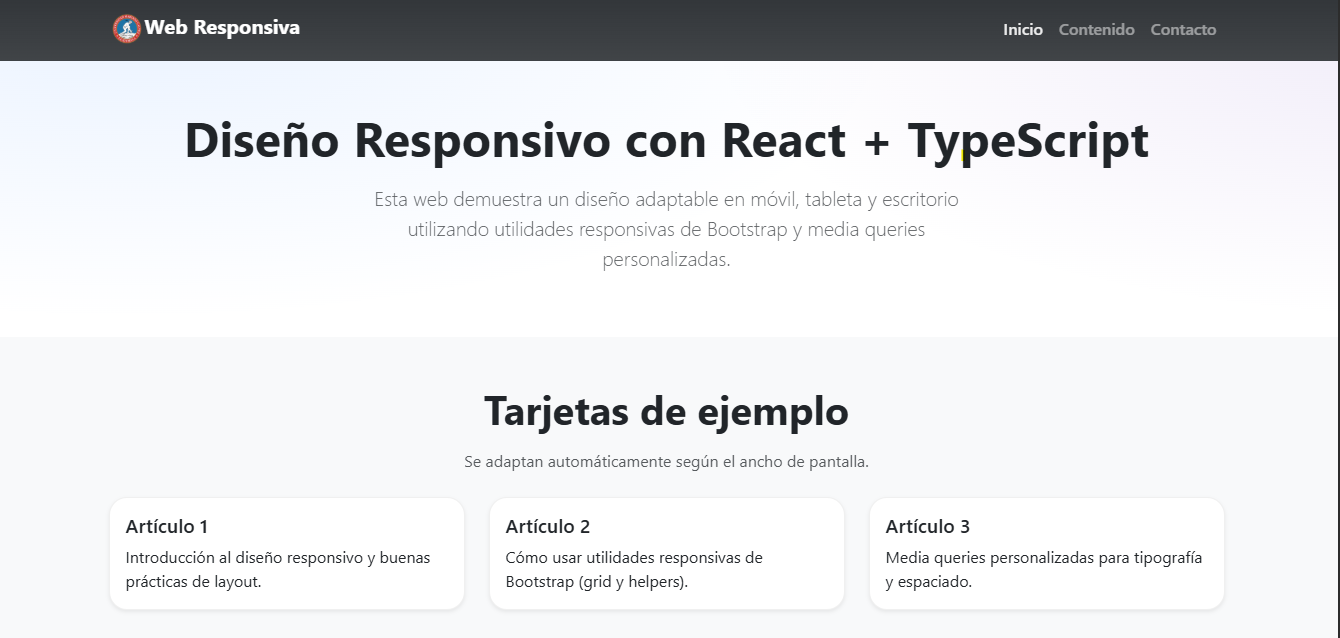 Web Responsiva
Inicio Contenido Contacto
Diseño Responsivo con React + TypeScript
Esta web demuestra un diseño adaptable en móvil, tableta y escritorio
utilizando utilidades responsivas de Bootstrap y media queries
personalizadas.
Tarjetas de ejemplo
Se adaptan automáticamente según el ancho de pantalla.
Artículo 1
Introducción al diseño responsivo y buenas
prácticas de layout.
Artículo 2
Cómo usar utilidades responsivas de
Bootstrap (grid y helpers).
Artículo 3
Media queries personalizadas para tipografía
y espaciado.